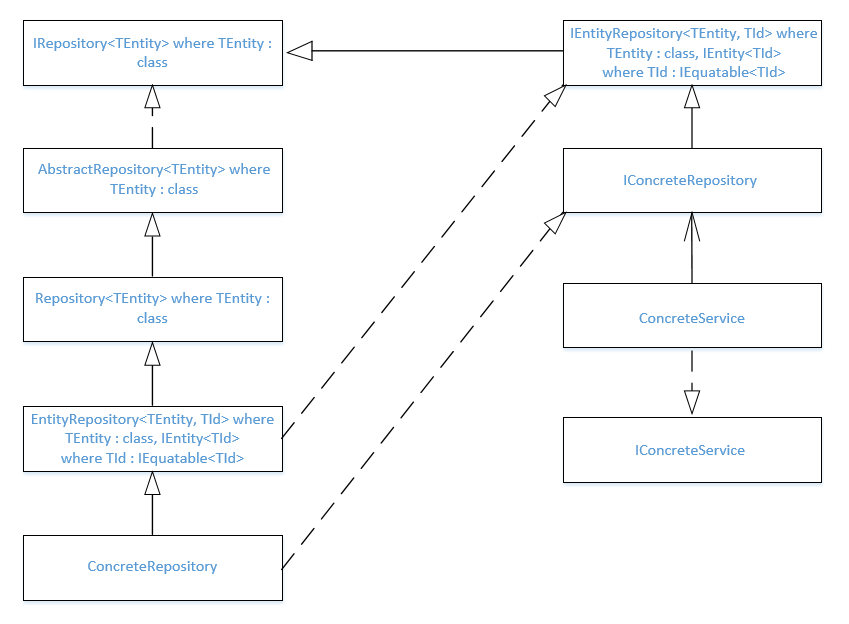 IRepository<TEntity> where TEntity :
class
IEntityRepository<TEntity, TId> where
TEntity : class, IEntity<TId>
where TId : IEquatable<TId>
AbstractRepository<TEntity> where
TEntity : class
IConcreteRepository
Repository<TEntity> where TEntity :
class
ConcreteService
EntityRepository<TEntity, TId> where
TEntity : class, IEntity<TId>
where TId : IEquatable<TId>
IConcreteService
ConcreteRepository